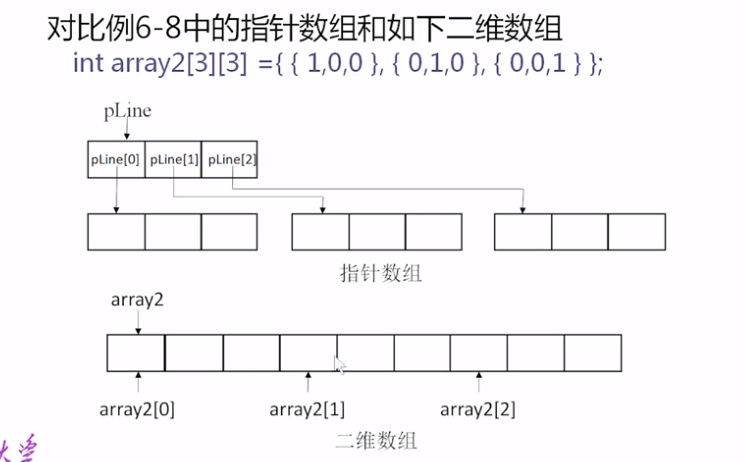 对比例6-8中的指针数组和如下二维数组
int array2[3][3] ={ { 1,0,0 }, { 0,1,0 }, { 0,0,1 } };
pLine
pLine[0] pLine[1] pLine[2]
指针数组
array2
array2[0] array2[1] array2[2]
二维数组
大学